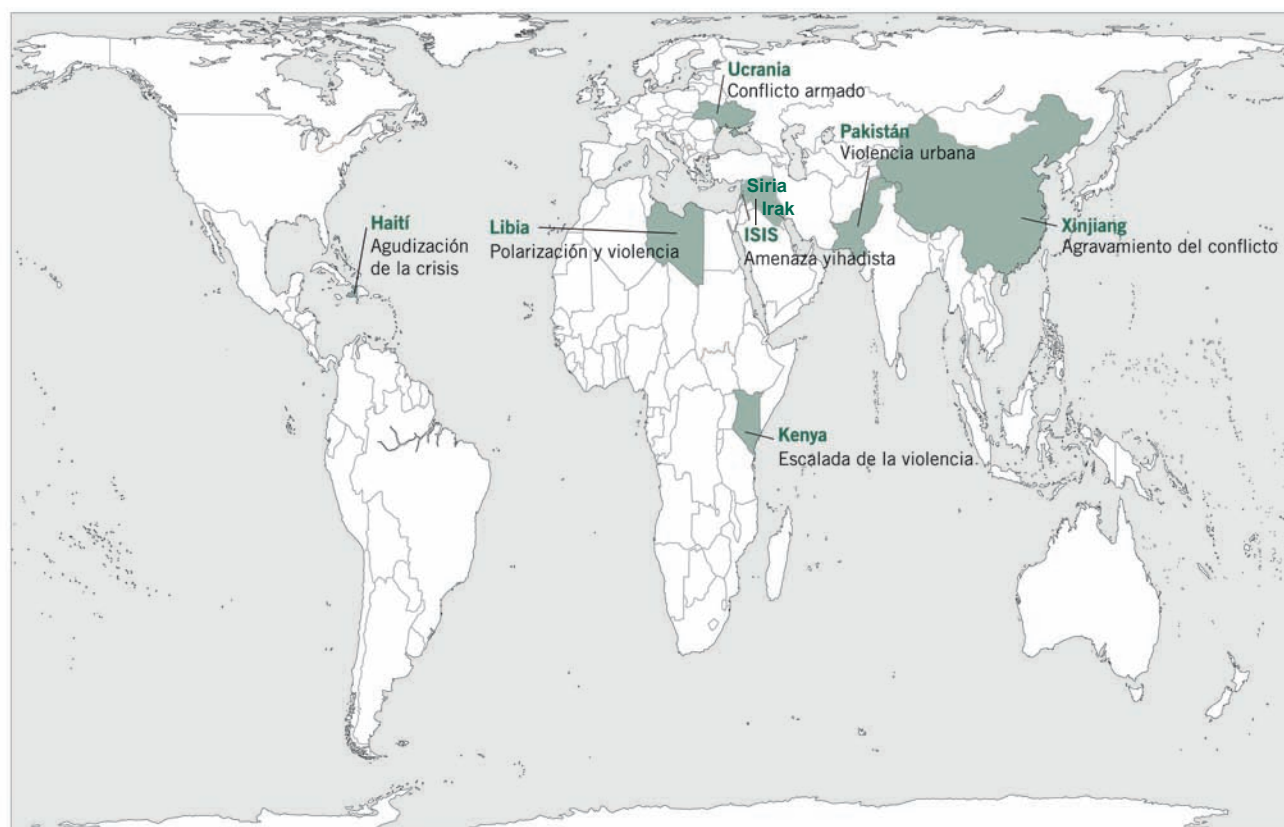 Ucrania
Conflicto armado
Pakistán
Violencia urbana
Siria
Irak
ISIS
Amenaza yihadista
Haití
Agudización
de la crisis
Libia
Polarización y violencia
Xinjiang
Agravamiento del conflicto
Kenya
Escalada de la violencia.